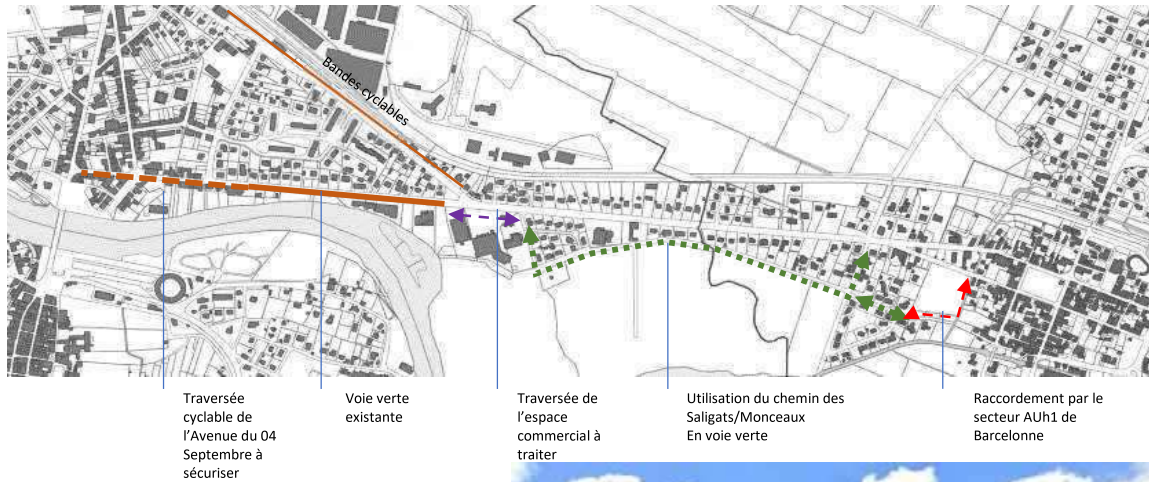 Bandes cyclables
Traversée
cyclable de
l’Avenue du 04
Septembre à
sécuriser
Voie verte
existante
Traversée de
l’espace
commercial à
traiter
Utilisation du chemin des
Saligats/Monceaux
En voie verte
Raccordement par le
secteur AUh1 de
Barcelonne